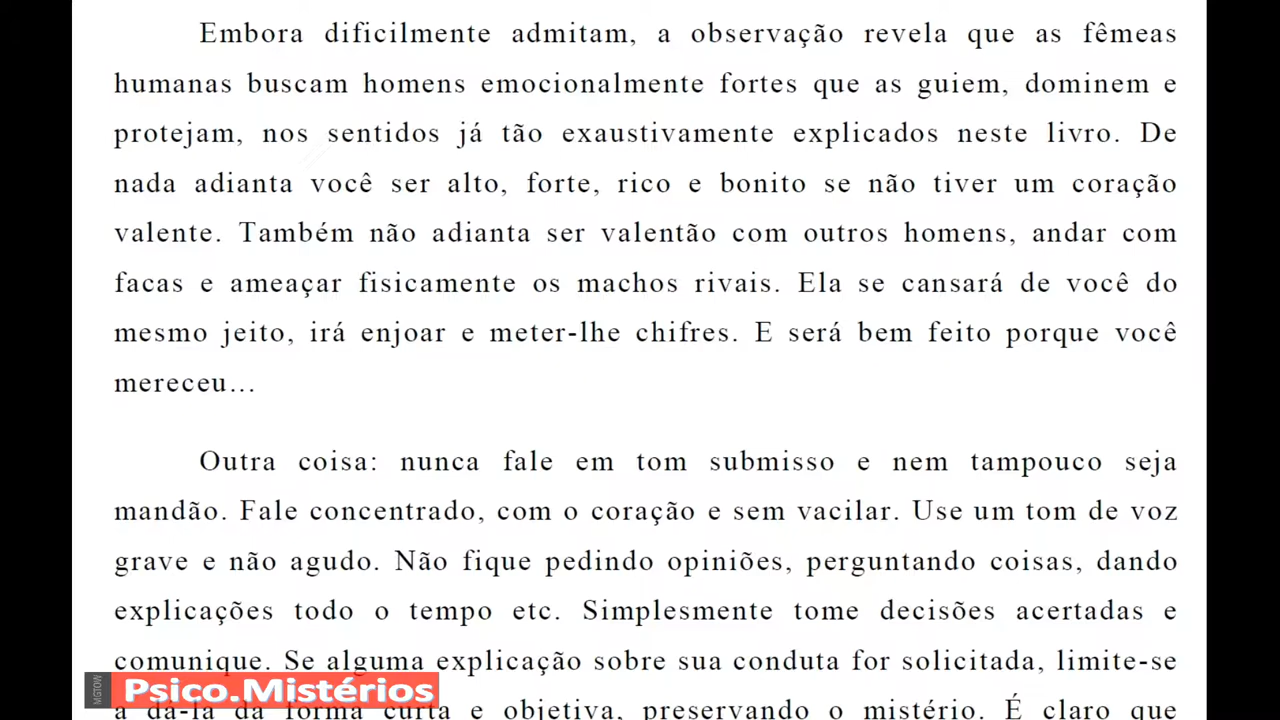 Embora dificilmente admitam, a observação revela que as fêmeas
humanas buscam homens emocionalmente fortes que as guiem, dominem e
protejam, nos sentidos já tão exaustivamente explicados neste livro. De
nada adianta você ser alto, forte, rico e bonito se não tiver um coração
valente. Também não adianta ser valentão com outros homens, andar com
facas e ameaçar fisicamente os machos rivais. Ela se cansará de você do
mesmo jeito, irá enjoar e meter-lhe chifres. E será bem feito porque você
mereceu...
Outra coisa: nunca fale em tom submisso e nem tampouco seja
mandão. Fale concentrado, com o coração e sem vacilar. Use um tom de voz
grave e não agudo. Não fique pedindo opiniões, perguntando coisas, dando
explicações todo o tempo etc. Simplesmente tome decisões acertadas e
comunique. Se alguma explicação sobre sua conduta for solicitada, limite-se
a dá-la da forma curta e objetiva, preservando o mistério. É claro que
MGTOW
Psico.Mistérios